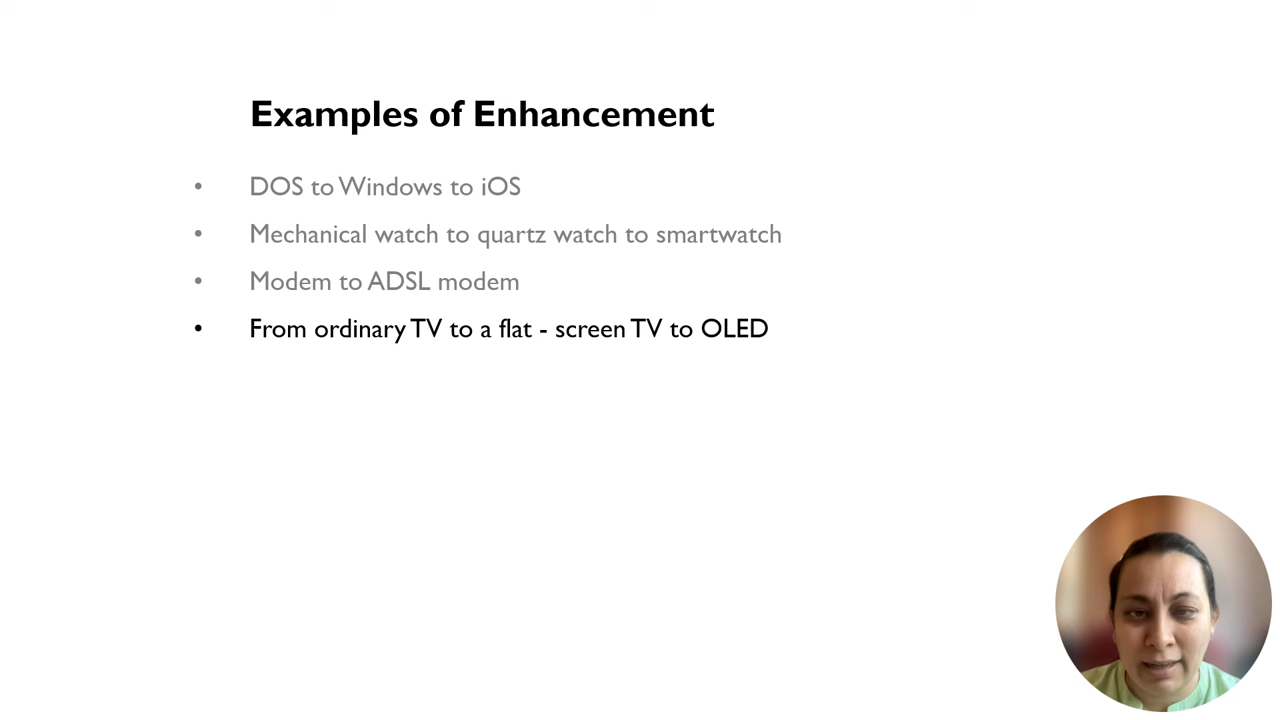 Examples of Enhancement
• DOS to Windows to iOS
• Mechanical watch to quartz watch to smartwatch
• Modem to ADSL modem
• From ordinary TV to a flat - screen TV to OLED